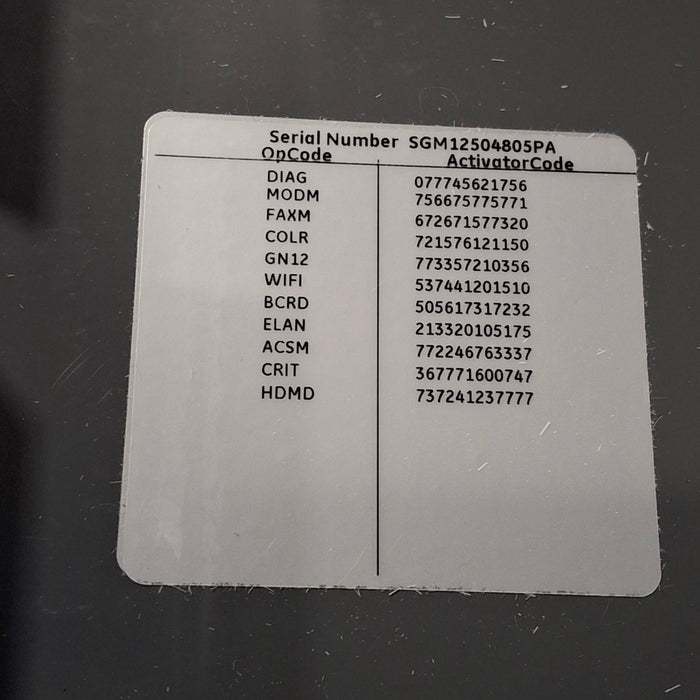 Serial Number SGM12504805PA
OpCode ActivatorCode
DIAG 077745621756
MODM 756675775771
FAXM 672671577320
COLR 721576121150
GN12 773357210356
WIFI 537441201510
BCRD 505617317232
ELAN 213320105175
ACSM 772246763337
CRIT 367771600747
HDMD 737241237777